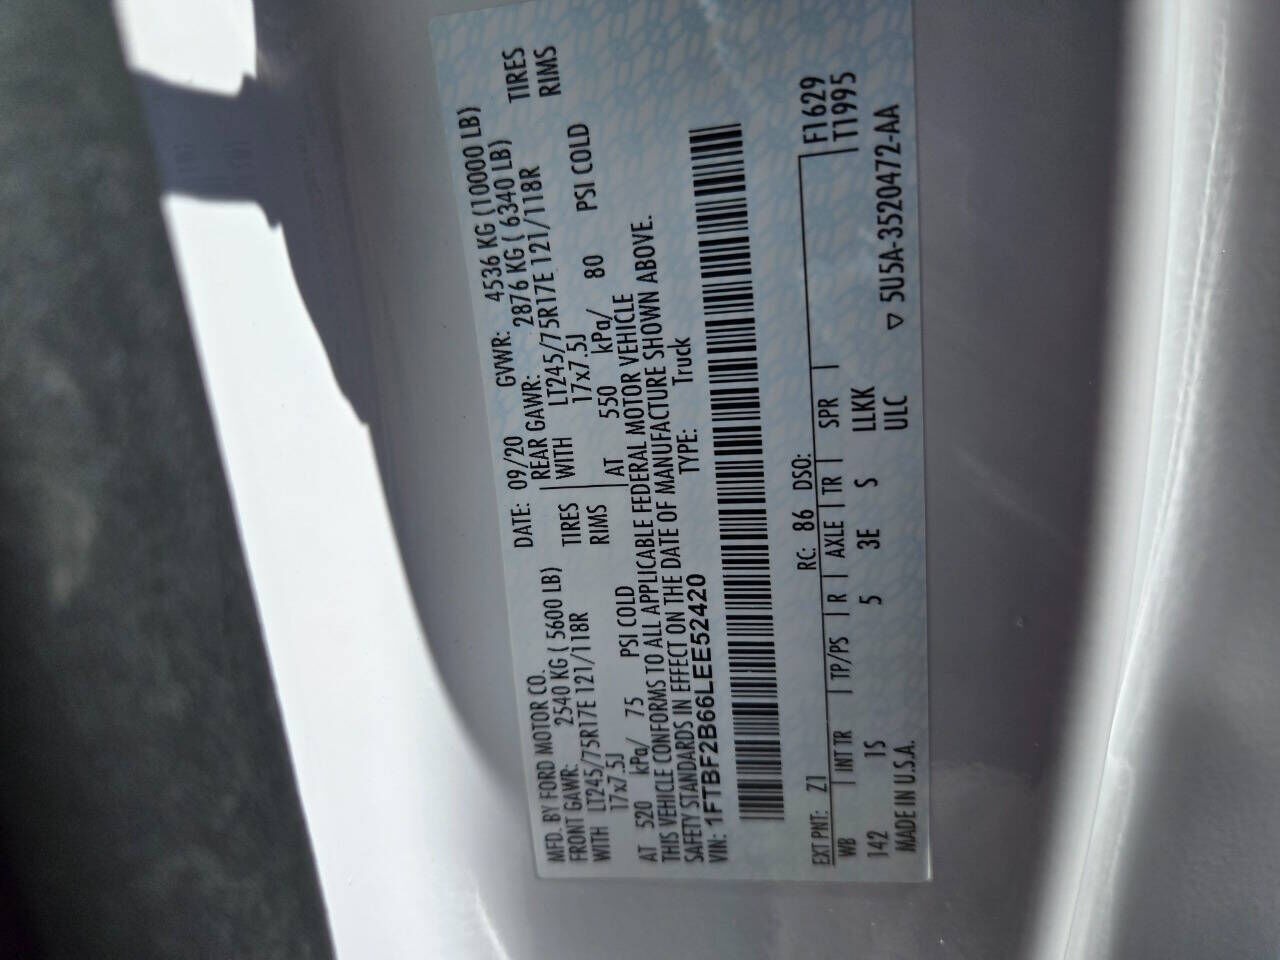 MFD. BY FORD MOTOR CO. DATE: 09/20 GVWR: 4536 KG (10000 LB)
FRONT GAWR: 2540 KG ( 5600 LB) REAR GAWR: 2876 KG ( 6340 LB)
WITH LT245/75R17E 121/118R TIRES WITH LT245/75R17E 121/118R TIRES
17x7.5J RIMS 17x7.5J RIMS
AT 520 kPa/ 75 PSI COLD AT 550 kPa/ 80 PSI COLD
THIS VEHICLE CONFORMS TO ALL APPLICABLE FEDERAL MOTOR VEHICLE
SAFETY STANDARDS IN EFFECT ON THE DATE OF MANUFACTURE SHOWN ABOVE.
VIN: 1FTBF2B66LEE52420 TYPE: Truck
EXT PNT: Z1 RC: 86 DSO: F1629
WB INT TR TP/PS R AXLE TR SPR T1995
142 1S 5 3E S LLKK
ULC
MADE IN U.S.A. ▽ 5U5A-3520472-AA